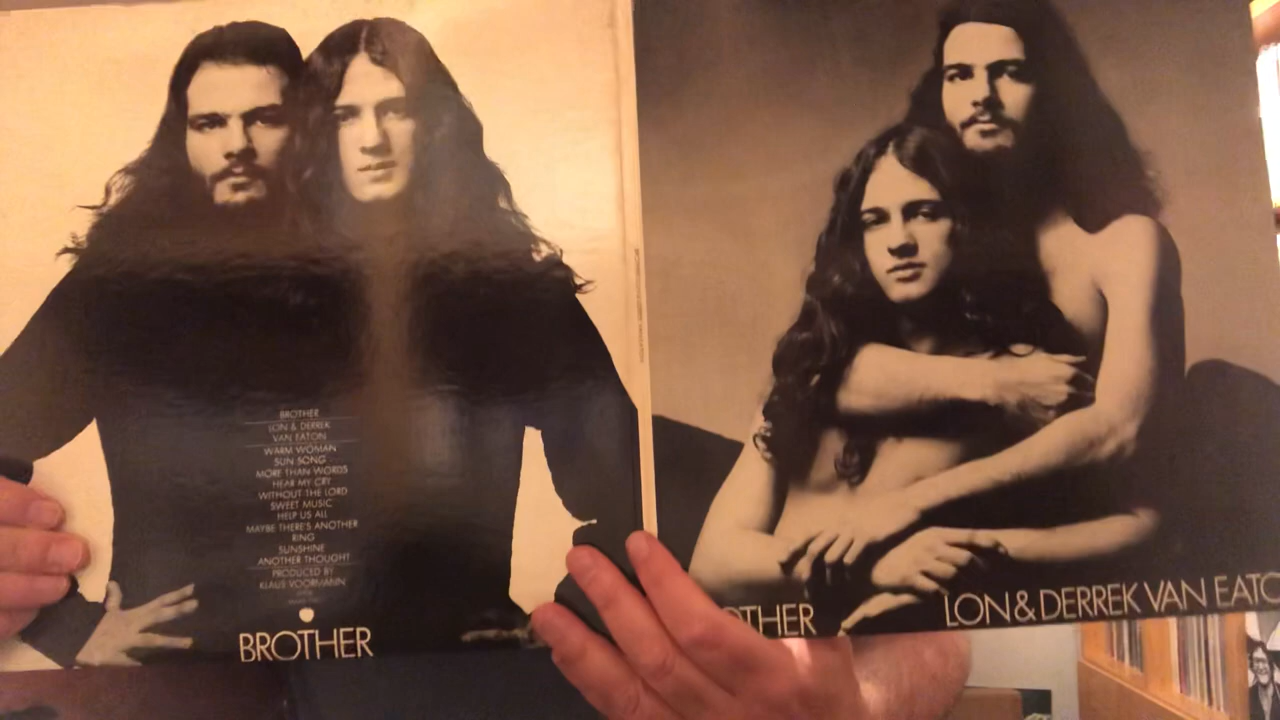 BROTHER
LON & DERREK
VAN EATON
WARM WOMAN
SUN SONG
MORE THAN WORDS
HEAR MY CRY
WITHOUT THE LORD
SWEET MUSIC
HELP US ALL
MAYBE THERE'S ANOTHER
RING
SUNSHINE
ANOTHER THOUGHT
PRODUCED BY
KLAUS VOORMANN
BROTHER
OTHER
LON & DERREK VAN EATO